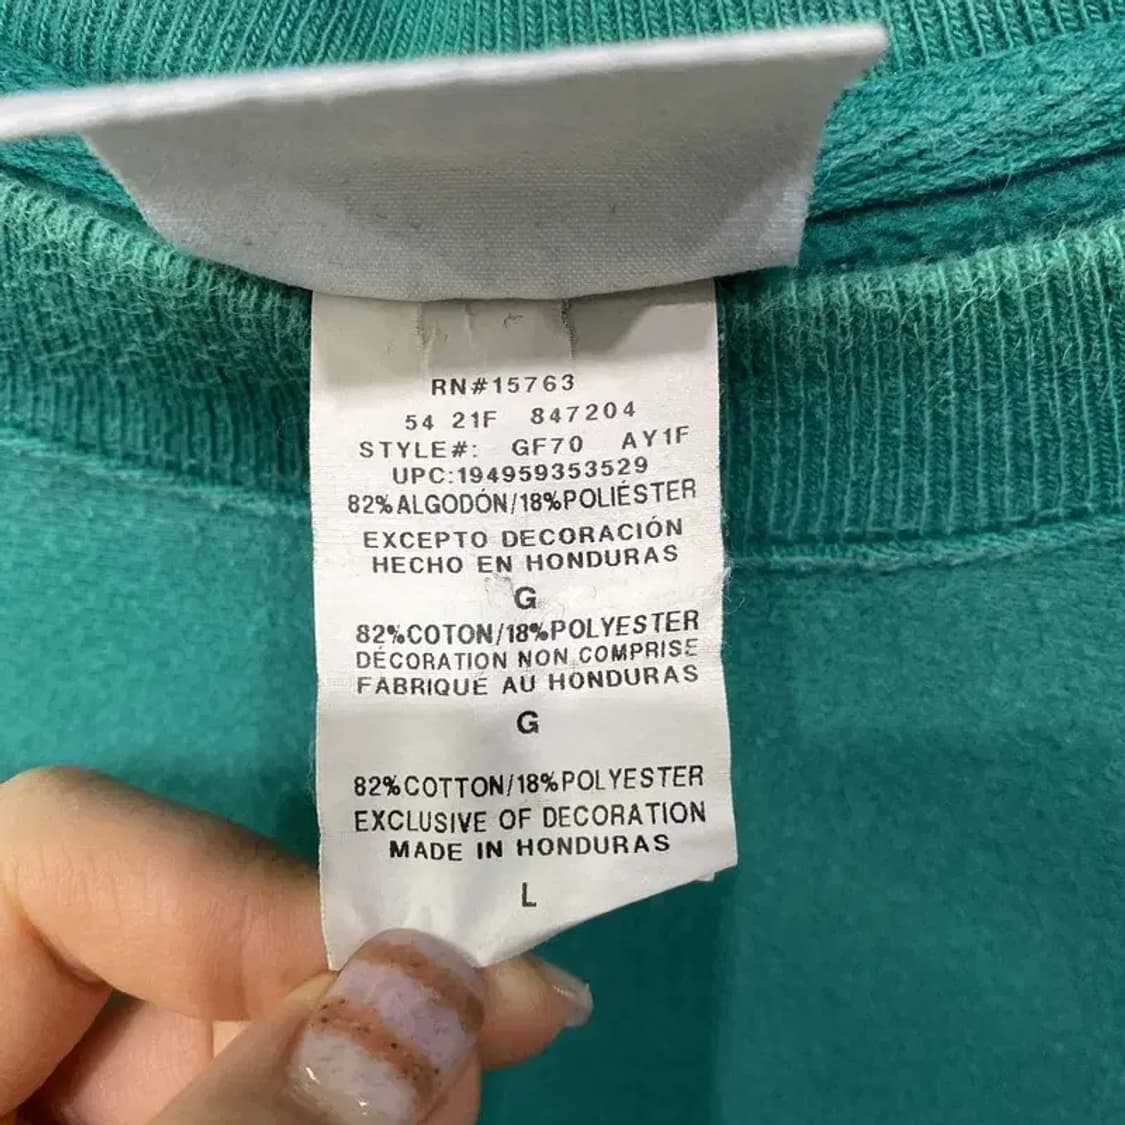 RN#15763
54 21F 847204
STYLE#: GF70 AY1F
UPC:194959353529
82%ALGODÓN/18%POLIÉSTER
EXCEPTO DECORACIÓN
HECHO EN HONDURAS
G
82%COTON/18%POLYESTER
DÉCORATION NON COMPRISE
FABRIQUÉ AU HONDURAS
G
82%COTTON/18%POLYESTER
EXCLUSIVE OF DECORATION
MADE IN HONDURAS
L